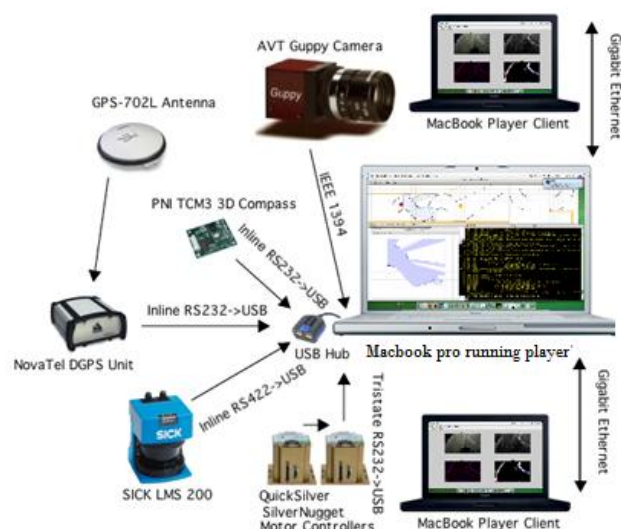 AVT Guppy Camera
Guppy
MacBook Player Client
Gigabit Ethernet
GPS-702L Antenna
PNI TCM3 3D Compass
IEEE 1394
Inline RS232->USB
Inline RS232->USB
NovaTel DGPS Unit
USB Hub
Macbook pro running player'
Inline RS422->USB
SICK
SICK LMS 200
Tristate RS232->USB
QuickSilver
SilverNugget
Motor Controllers
Gigabit Ethernet
MacBook Player Client